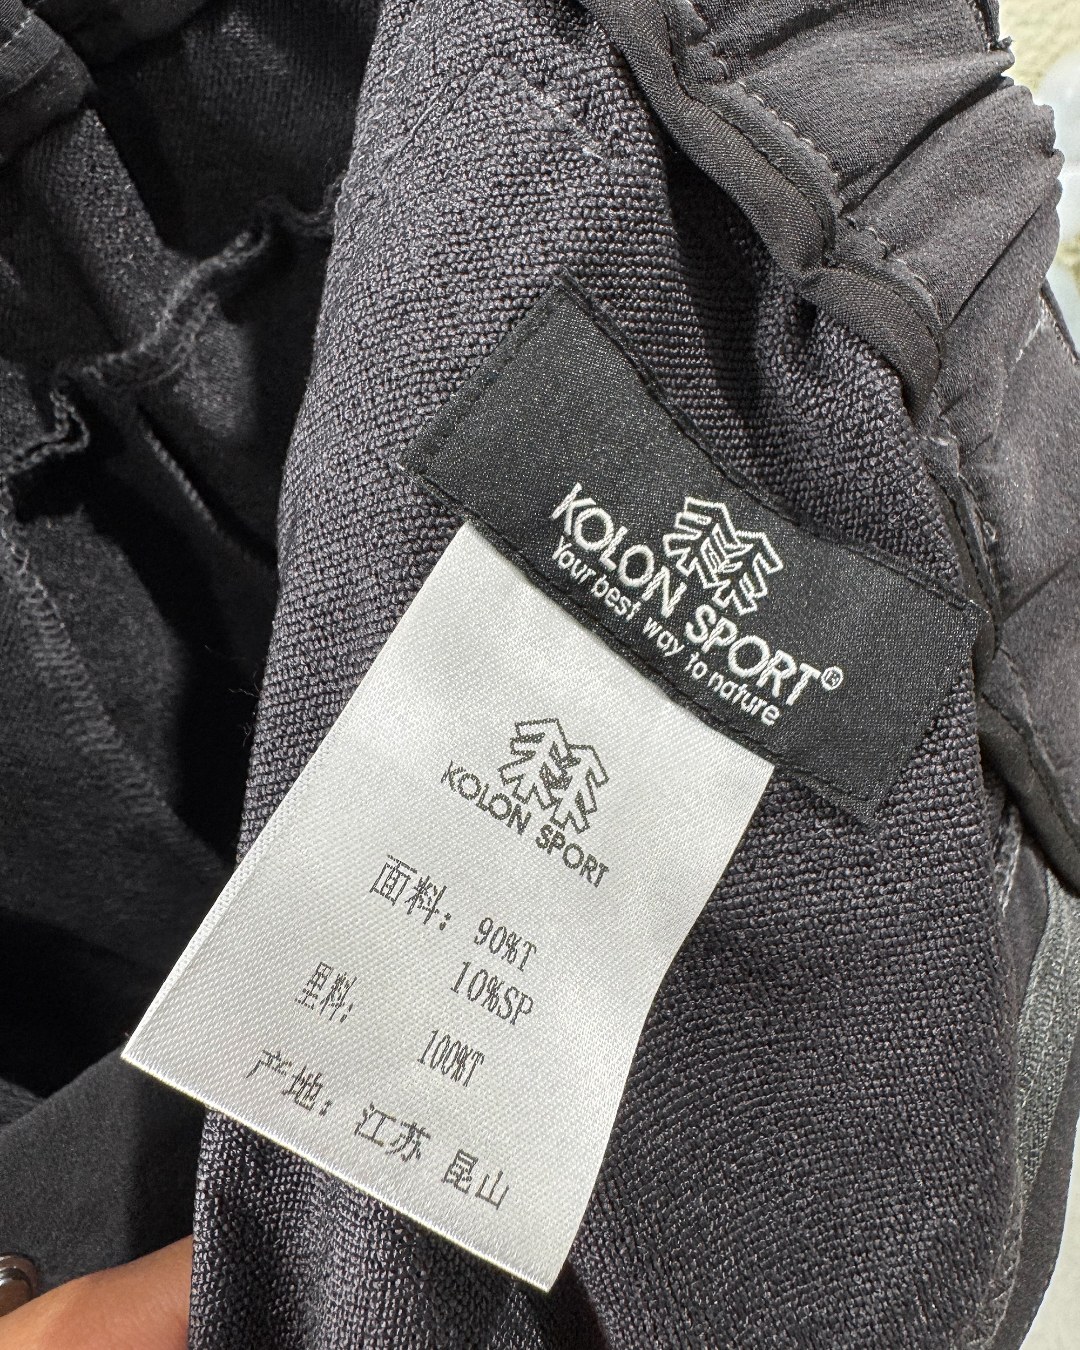 KOLON SPORT®
Your best way to nature
KOLON SPORT
面料: 90%T
10%SP
里料:
100%T
产地: 江苏 昆山